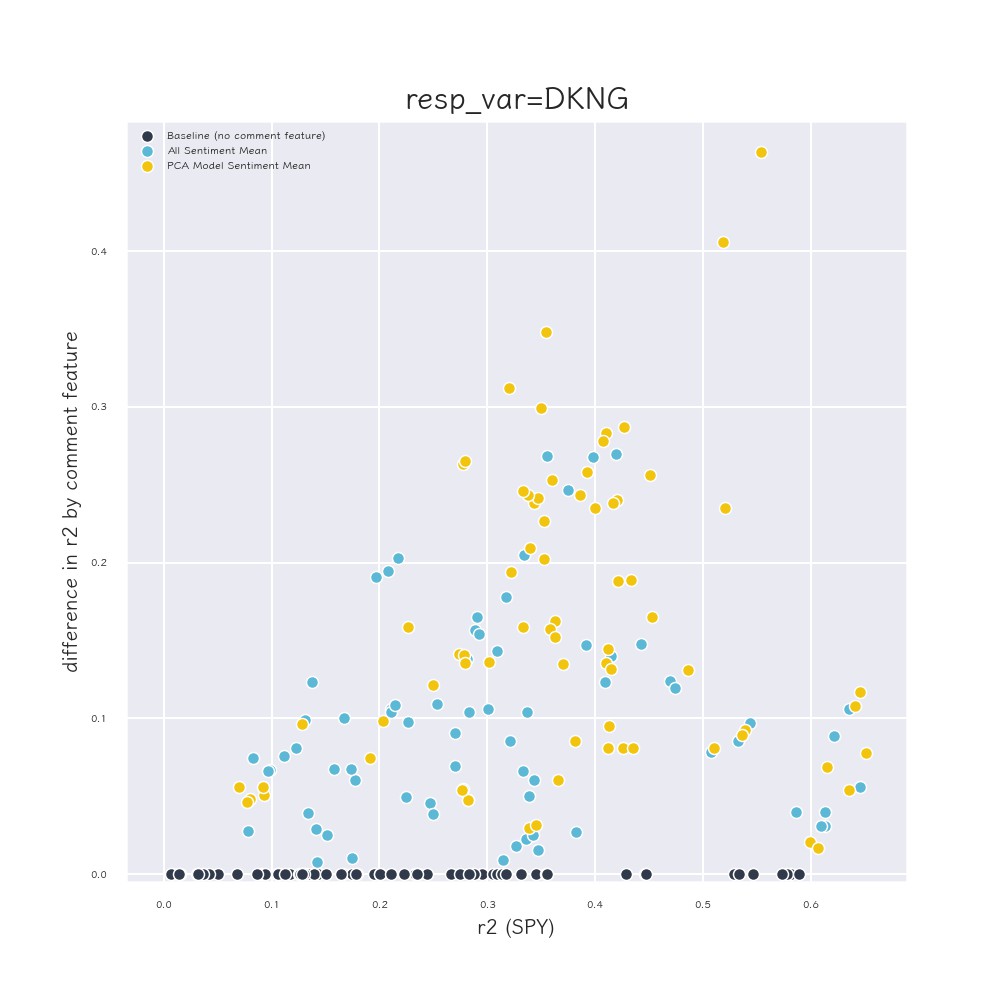 resp_var=DKNG
Baseline (no comment feature)
All Sentiment Mean
PCA Model Sentiment Mean
difference in r2 by comment feature
0.4
0.3
0.2
0.1
0.0
0.0 0.1 0.2 0.3 0.4 0.5 0.6
r2 (SPY)